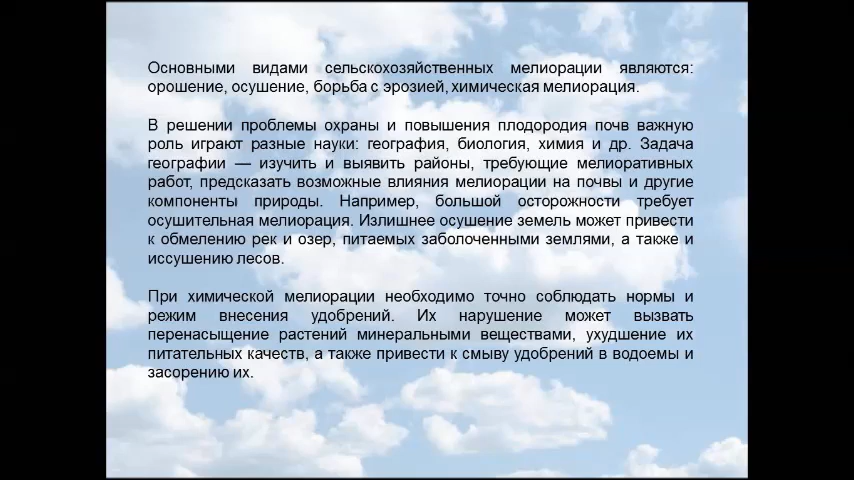 Основными видами сельскохозяйственных мелиорации являются:
орошение, осушение, борьба с эрозией, химическая мелиорация.
В решении проблемы охраны и повышения плодородия почв важную
роль играют разные науки: география, биология, химия и др. Задача
географии — изучить и выявить районы, требующие мелиоративных
работ, предсказать возможные влияния мелиорации на почвы и другие
компоненты природы. Например, большой осторожности требует
осушительная мелиорация. Излишнее осушение земель может привести
к обмелению рек и озер, питаемых заболоченными землями, а также и
иссушению лесов.
При химической мелиорации необходимо точно соблюдать нормы и
режим внесения удобрений. Их нарушение может вызвать
перенасыщение растений минеральными веществами, ухудшение их
питательных качеств, а также привести к смыву удобрений в водоемы и
засорению их.